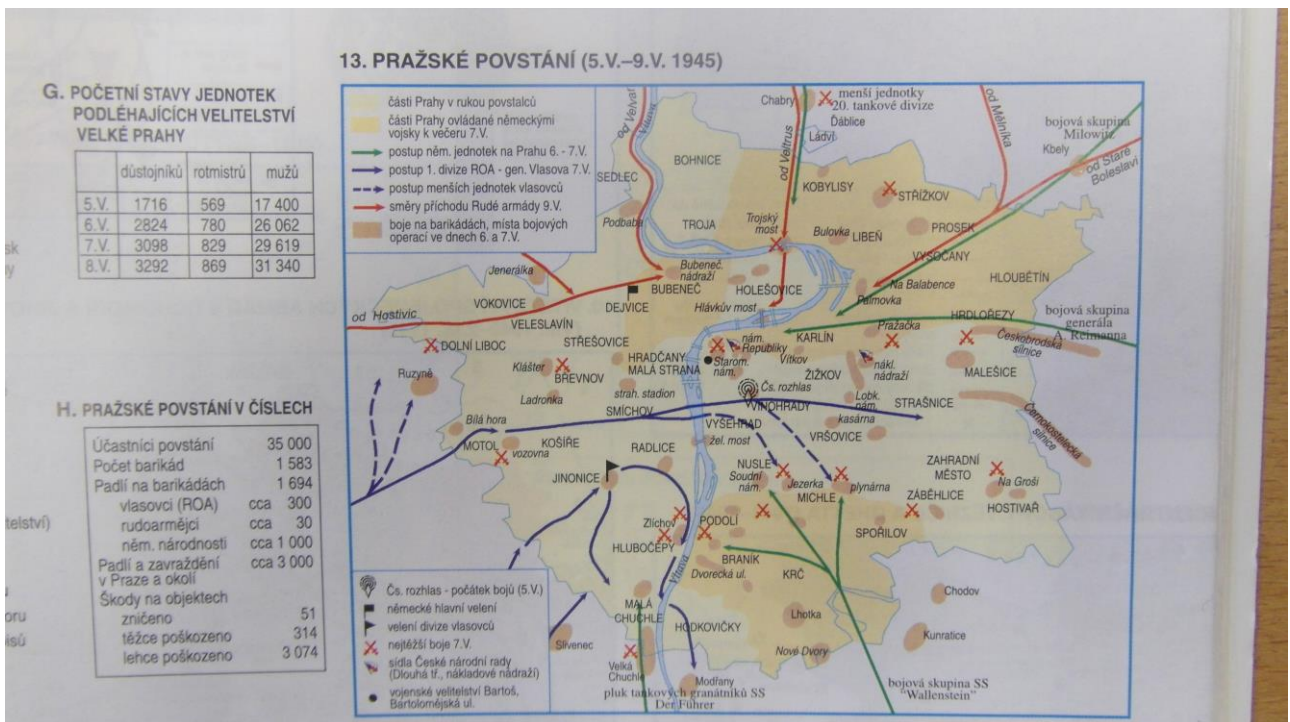 13. PRAŽSKÉ POVSTÁNÍ (5.V.–9.V. 1945)
G. POČETNÍ STAVY JEDNOTEK
PODLÉHAJÍCÍCH VELITELSTVÍ
VELKÉ PRAHY
důstojníků rotmistrů mužů
5.V. 1716 569 17 400
6.V. 2824 780 26 062
7.V. 3098 829 29 619
8.V. 3292 869 31 340
H. PRAŽSKÉ POVSTÁNÍ V ČÍSLECH
Účastníci povstání 35 000
Počet barikád 1 583
Padlí na barikádách 1 694
vlasovci (ROA) cca 300
rudoarmějci cca 30
něm. národnosti cca 1 000
Padlí a zavraždění cca 3 000
v Praze a okolí
Škody na objektech
zničeno 51
těžce poškozeno 314
lehce poškozeno 3 074
části Prahy v rukou povstalců
části Prahy ovládané německými
vojsky k večeru 7.V.
postup něm. jednotek na Prahu 6. - 7.V.
postup 1. divize ROA - gen. Vlasova 7.V.
postup menších jednotek vlasovců
směry příchodu Rudé armády 9.V.
boje na barikádách, místa bojových
operací ve dnech 6. a 7.V.
od Velvar
Vltava
Chabry
menší jednotky
20. tankové divize
Ďáblice
Ládví
od Veltrus
od Mělníka
bojová skupina
Milowitz
Kbely
od Staré
Boleslavi
BOHNICE
SEDLEC
KOBYLISY
STŘÍŽKOV
Podbaba
TROJA
Trojský
most
Bulovka
LIBEŇ
PROSEK
VYSOČANY
HLOUBĚTÍN
Jenerálka
Bubeneč.
nádraží
BUBENEČ
HOLEŠOVICE
Na Balabence
Palmovka
VOKOVICE
DEJVICE
Hlávkův most
HRDLOŘEZY
bojová skupina
generála
A. Reimanna
od Hostivic
VELESLAVÍN
KARLÍN
Pražačka
Českobrodská
silnice
DOLNÍ LIBOC
STŘEŠOVICE
nám.
Republiky
Ruzyně
Klášter
BŘEVNOV
HRADČANY
MALÁ STRANA
Starom.
nám.
Vítkov
nákl.
nádraží
MALEŠICE
ŽIŽKOV
Ladronka
strah. stadion
Čs. rozhlas
Lobk.
nám.
STRAŠNICE
SMÍCHOV
VINOHRADY
kasárna
Bílá hora
VYŠEHRAD
VRŠOVICE
Černokostelecká
silnice
MOTOL
vozovna
KOŠÍŘE
RADLICE
žel. most
JINONICE
NUSLE
Soudní
nám.
Jezerka
MICHLE
plynárna
ZAHRADNÍ
MĚSTO
Na Groši
ZÁBĚHLICE
HOSTIVAŘ
Zlíchov
PODOLÍ
HLUBOČEPY
SPOŘILOV
BRANÍK
Dvorecká ul.
KRČ
Vltava
Chodov
MALÁ
CHUCHLE
HODKOVIČKY
Lhotka
Kunratice
Slivenec
Nové Dvory
Velká
Chuchle
Modřany
pluk tankových granátníků SS
Der Führer
bojová skupina SS
"Wallenstein"
Čs. rozhlas - počátek bojů (5.V.)
německé hlavní velení
velení divize vlasovců
nejtěžší boje 7.V.
sídla České národní rady
(Dlouhá tř., nákladové nádraží)
vojenské velitelství Bartoš,
Bartolomějská ul.